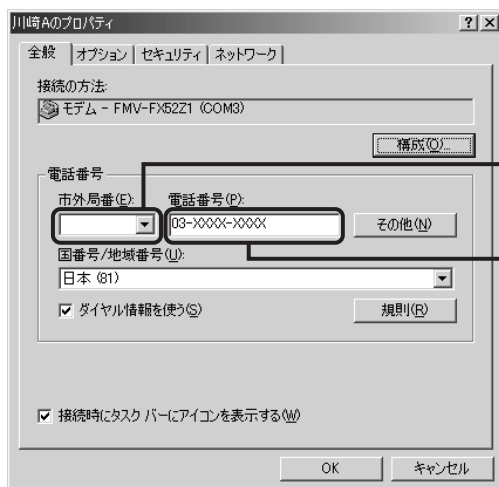 川崎Aのプロパティ
全般 オプション セキュリティ ネットワーク
接続の方法:
モデム - FMV-FX52Z1 (COM3)
構成(O)...
電話番号
市外局番(E): 電話番号(P):
03-XXXX-XXXX その他(N)
国番号/地域番号(U):
日本 (81)
ダイヤル情報を使う(S) 規則(R)
接続時にタスク バーにアイコンを表示する(W)
OK キャンセル